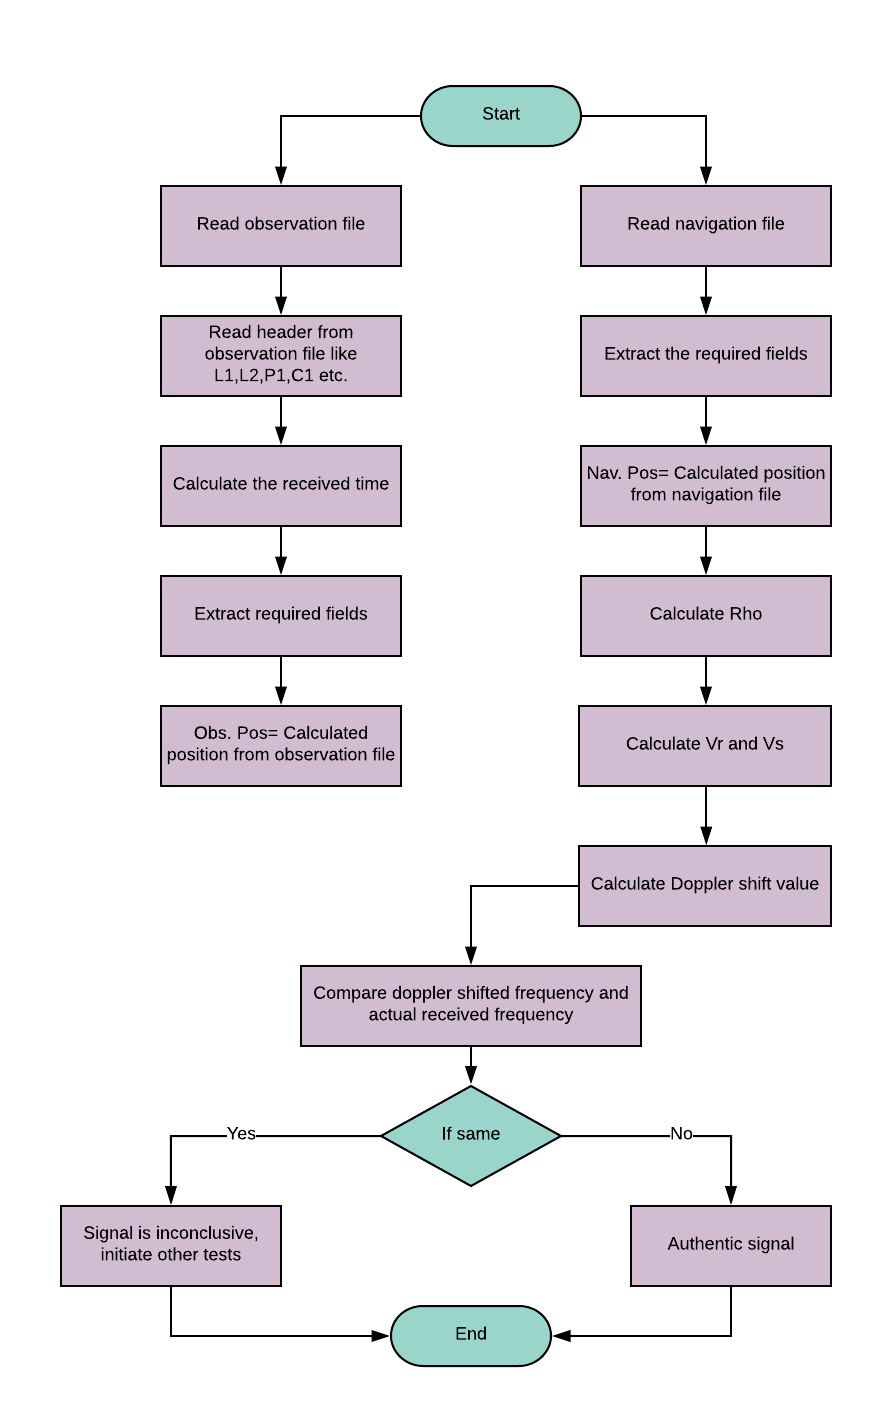 Start
Read observation file
Read header from
observation file like
L1,L2,P1,C1 etc.
Calculate the received time
Extract required fields
Obs. Pos= Calculated
position from observation file
Read navigation file
Extract the required fields
Nav. Pos= Calculated position
from navigation file
Calculate Rho
Calculate Vr and Vs
Calculate Doppler shift value
Compare doppler shifted frequency and
actual received frequency
If same
Yes
No
Signal is inconclusive,
initiate other tests
Authentic signal
End